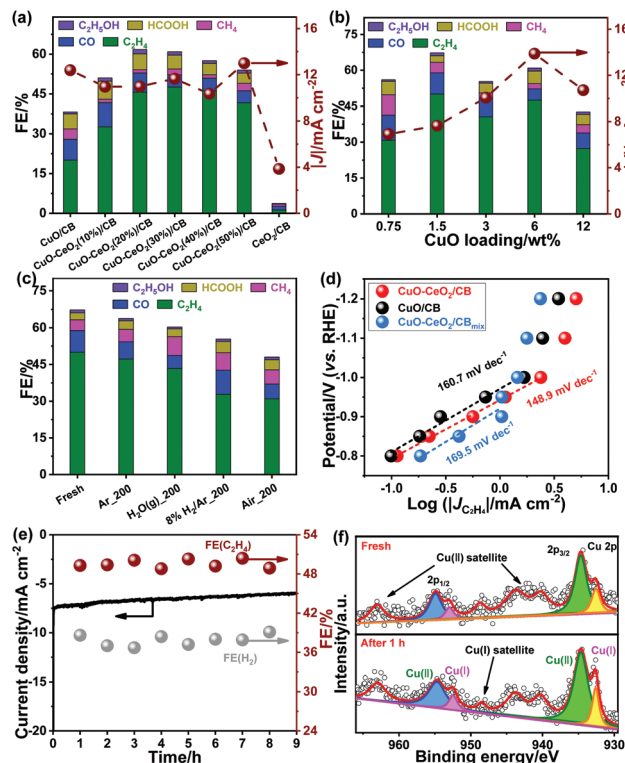 (a)
C₂H₅OH HCOOH CH₄
CO C₂H₄
FE/%
0
15
30
45
60
|J|/mA cm⁻²
0
4
8
12
16
CuO/CB
CuO-CeO₂(10%)/CB
CuO-CeO₂(20%)/CB
CuO-CeO₂(30%)/CB
CuO-CeO₂(40%)/CB
CuO-CeO₂(50%)/CB
CeO₂/CB
(b)
C₂H₅OH HCOOH CH₄
CO C₂H₄
FE/%
0
15
30
45
60
75
0
4
8
12
16
0.75 1.5 3 6 12
CuO loading/wt%
(c)
C₂H₅OH HCOOH CH₄
CO C₂H₄
FE/%
0
15
30
45
60
75
Fresh
Ar_200
H₂O(g)_200
8% H₂/Ar_200
Air_200
(d)
CuO-CeO₂/CB
CuO/CB
CuO-CeO₂/CBmix
160.7 mV dec⁻¹
148.9 mV dec⁻¹
169.5 mV dec⁻¹
Potential/V (vs. RHE)
-1.2
-1.1
-1.0
-0.9
-0.8
-1.0 -0.5 0.0 0.5 1.0
Log (|J C₂H₄|/mA cm⁻²)
(e)
FE(C₂H₄)
FE(H₂)
Current density/mA cm⁻²
0
-5
-10
-15
-20
FE/%
54
48
42
36
30
24
0 1 2 3 4 5 6 7 8 9
Time/h
(f)
Fresh
Cu(II) satellite
2p₃/₂ Cu 2p
2p₁/₂
After 1 h
Cu(I) satellite
Cu(II) Cu(I)
Cu(II) Cu(I)
Intensity/a.u.
960 950 940 930
Binding energy/eV